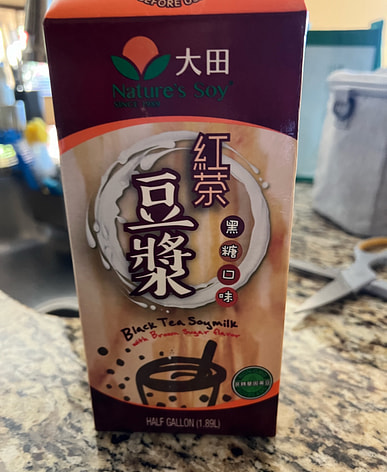 BEFORE
大田
Nature's Soy
紅茶
豆漿
黑糖口味
Black Tea Soymilk
with Brown Sugar flavor
HALF GALLON (1.89L)